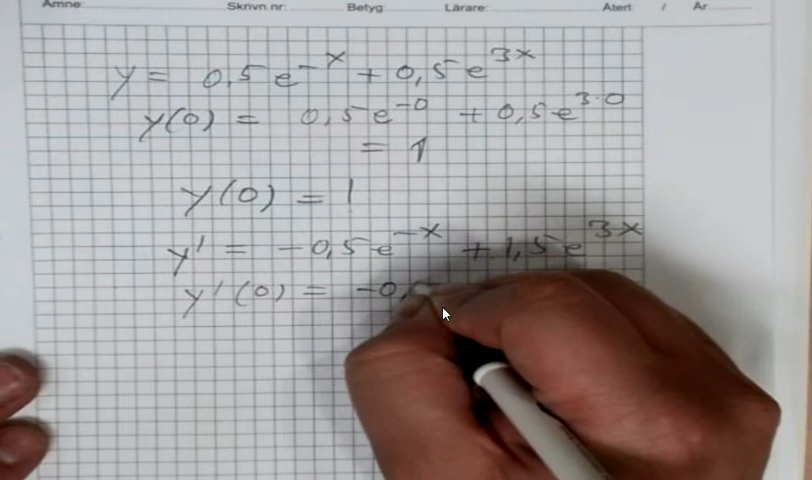 Ämne: Skrivn.nr: Betyg: Lärare: Återl: / Ar
y = 0,5e^{-x} + 0,5e^{3x}
y(0) = 0,5e^{-0} + 0,5e^{3·0}
= 1
y(0) = 1
y' = -0,5e^{-x} + 1,5e^{3x}
y'(0) = -0,